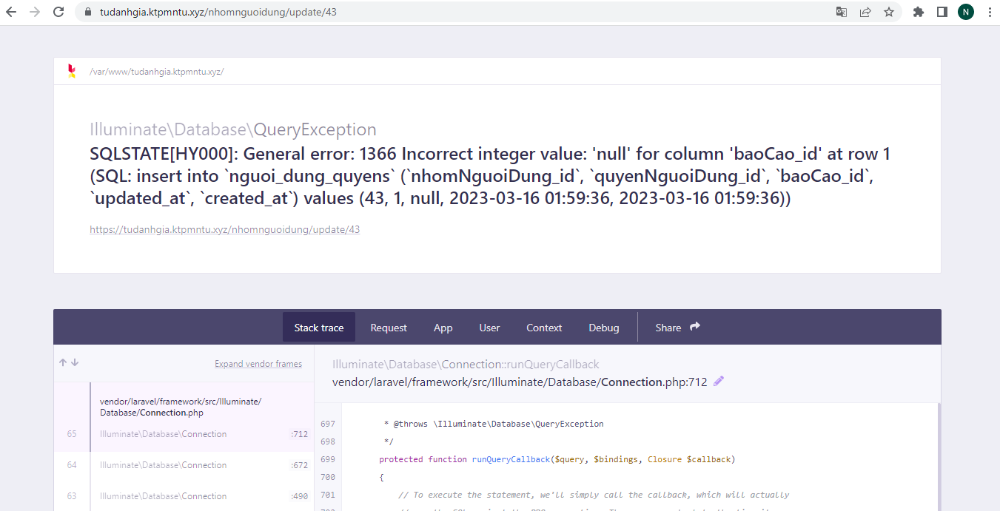 tudanhgia.ktpmntu.xyz/nhomnguoidung/update/43
N
/var/www/tudanhgia.ktpmntu.xyz/
Illuminate\Database\QueryException
SQLSTATE[HY000]: General error: 1366 Incorrect integer value: 'null' for column 'baoCao_id' at row 1
(SQL: insert into `nguoi_dung_quyens` (`nhomNguoiDung_id`, `quyenNguoiDung_id`, `baoCao_id`,
`updated_at`, `created_at`) values (43, 1, null, 2023-03-16 01:59:36, 2023-03-16 01:59:36))
https://tudanhgia.ktpmntu.xyz/nhomnguoidung/update/43
Stack trace Request App User Context Debug Share
Expand vendor frames
vendor/laravel/framework/src/Illuminate/
Database/Connection.php
65 Illuminate\Database\Connection :712
64 Illuminate\Database\Connection :672
63 Illuminate\Database\Connection :490
Illuminate\Database\Connection::runQueryCallback
vendor/laravel/framework/src/Illuminate/Database/Connection.php:712
697 * @throws \Illuminate\Database\QueryException
698 */
699 protected function runQueryCallback($query, $bindings, Closure $callback)
700 {
701 // To execute the statement, we'll simply call the callback, which will actually